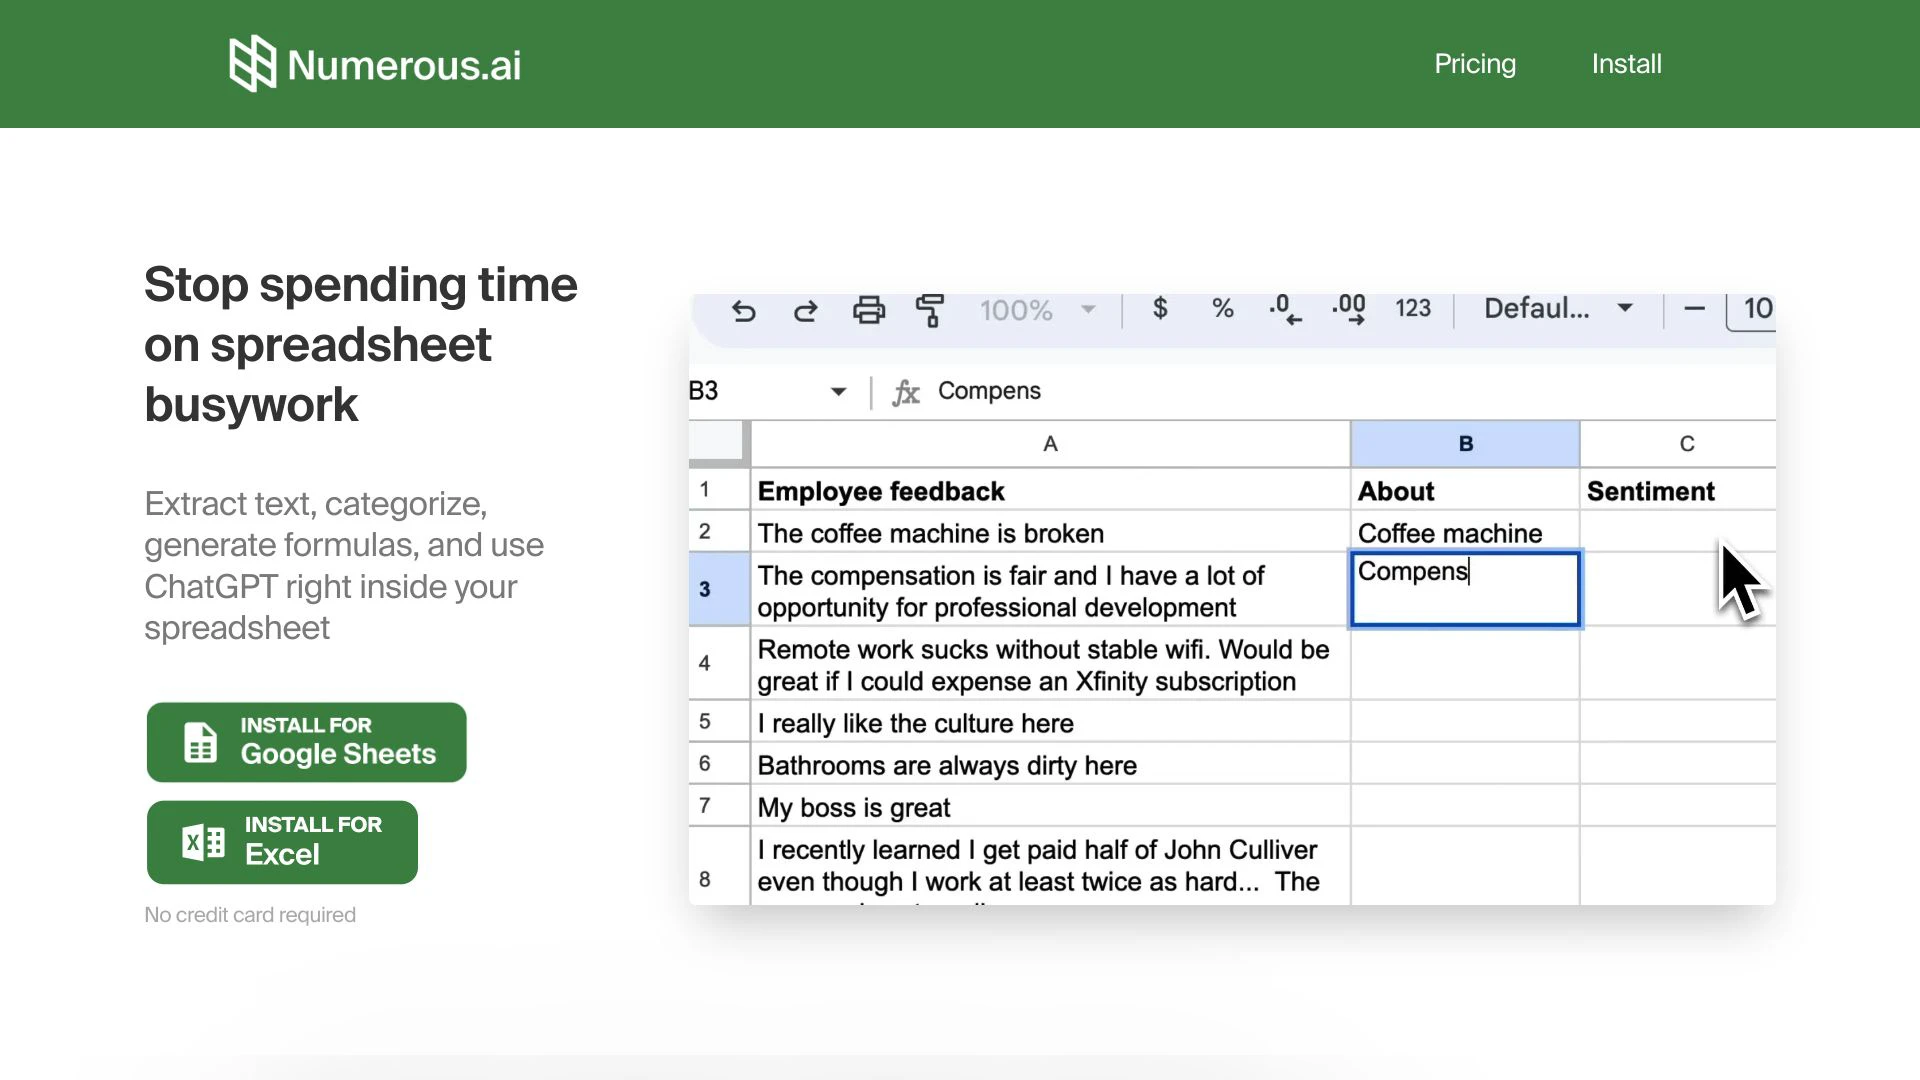 Numerous.ai
Pricing
Install
Stop spending time
on spreadsheet
busywork
Extract text, categorize,
generate formulas, and use
ChatGPT right inside your
spreadsheet
INSTALL FOR
Google Sheets
INSTALL FOR
Excel
No credit card required
100% $ % .0 .00 123 Defaul... 10
B3 fx Compens
A B C
1 Employee feedback About Sentiment
2 The coffee machine is broken Coffee machine
3 The compensation is fair and I have a lot of Compens
opportunity for professional development
4 Remote work sucks without stable wifi. Would be
great if I could expense an Xfinity subscription
5 I really like the culture here
6 Bathrooms are always dirty here
7 My boss is great
8 I recently learned I get paid half of John Culliver
even though I work at least twice as hard... The